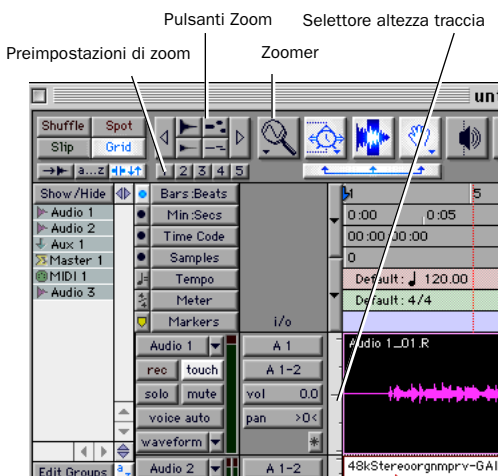 Pulsanti Zoom
Selettore altezza traccia
Preimpostazioni di zoom
Zoomer
unt
Shuffle Spot
Slip Grid
a...z
2 3 4 5
Show/Hide
Audio 1
Audio 2
Aux 1
Master 1
MIDI 1
Audio 3
Bars:Beats
Min:Secs
Time Code
Samples
Tempo
Meter
Markers
i/o
1 5
0:00 0:05
00:00:00:00
0
Default: 120.00
Default: 4/4
Audio 1
rec touch
solo mute
voice auto
waveform
A 1
A 1-2
vol 0.0
pan >0<
Audio 1_01.R
Edit Groups
Audio 2
A 1-2
48kStereoorgnmprv-GAI